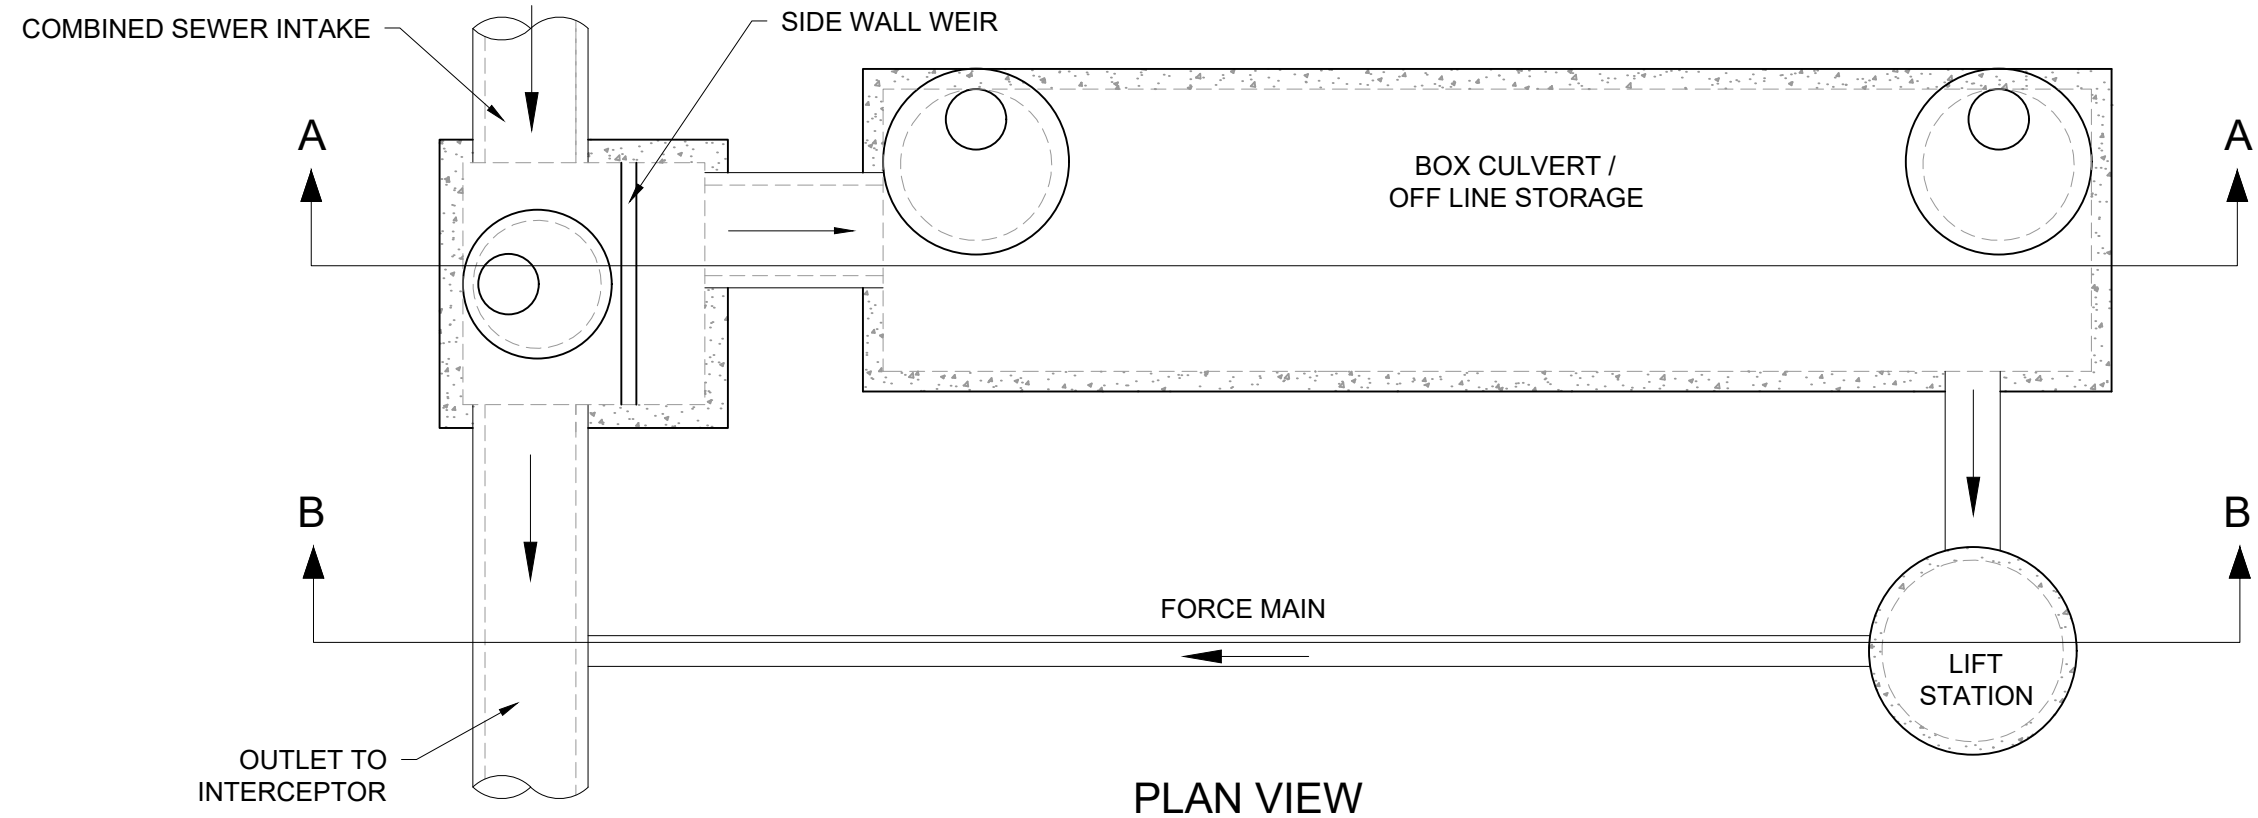 COMBINED SEWER INTAKE
SIDE WALL WEIR
A
A
BOX CULVERT /
OFF LINE STORAGE
B
B
FORCE MAIN
LIFT
STATION
OUTLET TO
INTERCEPTOR
PLAN VIEW